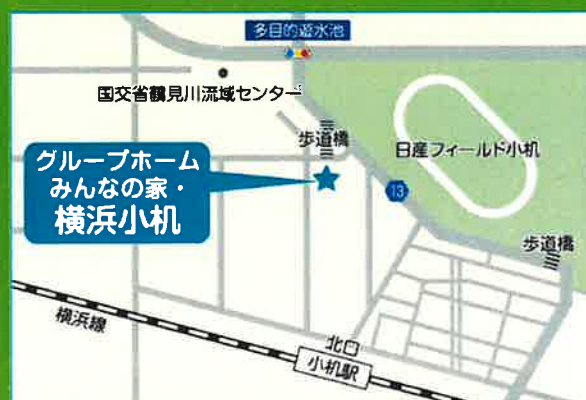 多目的遊水池
国交省鶴見川流域センター
歩道橋
日産フィールド小机
グループホーム
みんなの家・
横浜小机
13
歩道橋
横浜線
北口
小机駅